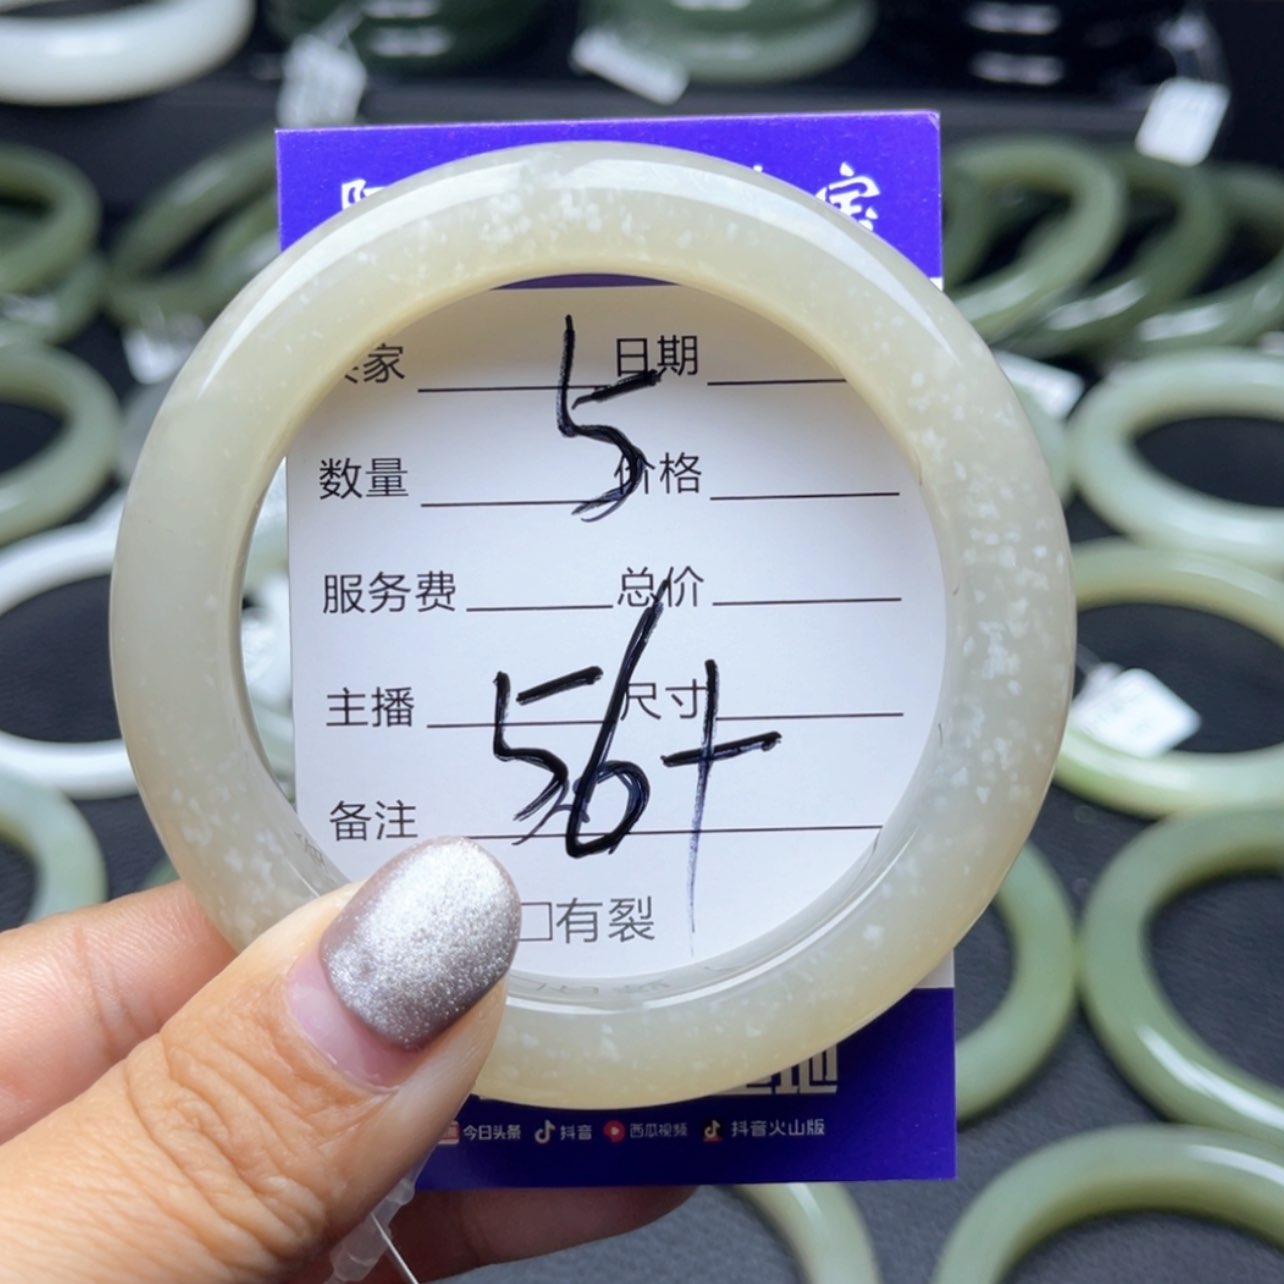 家 日期
5
数量 价格
服务费 总价
主播 尺寸
56+
备注
□有裂
今日头条 抖音 西瓜视频 抖音火山版